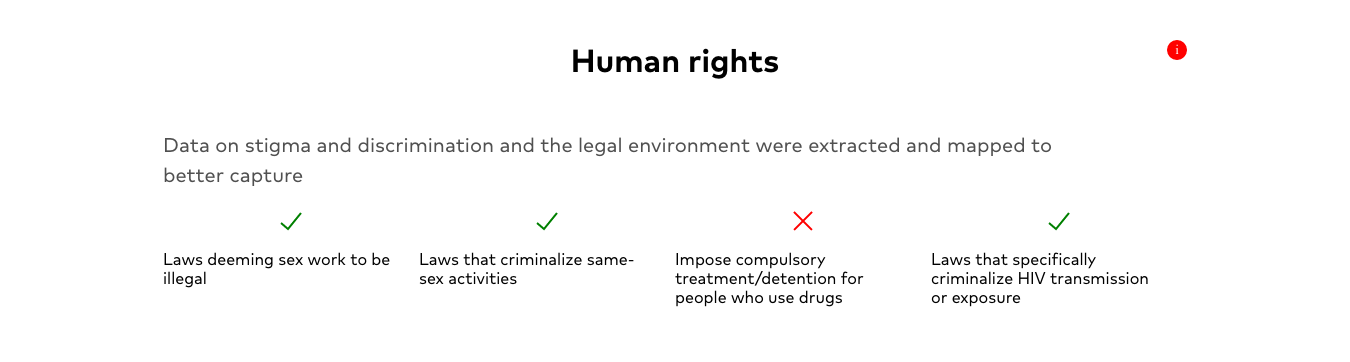 Human rights
i
Data on stigma and discrimination and the legal environment were extracted and mapped to
better capture
Laws deeming sex work to be
illegal
Laws that criminalize same-
sex activities
Impose compulsory
treatment/detention for
people who use drugs
Laws that specifically
criminalize HIV transmission
or exposure